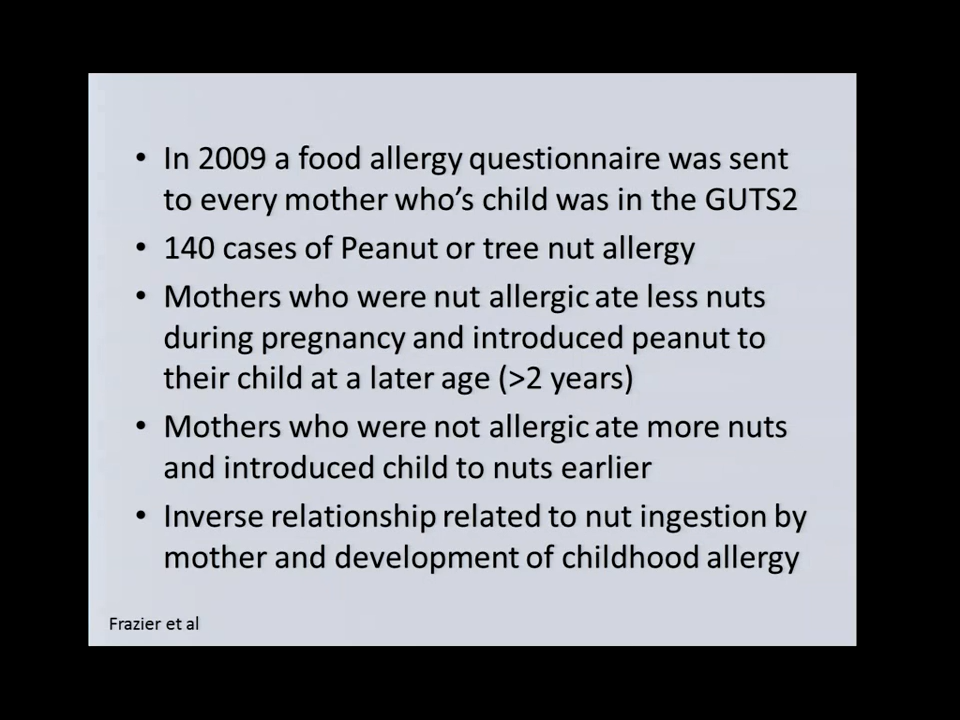 • In 2009 a food allergy questionnaire was sent
to every mother who's child was in the GUTS2
• 140 cases of Peanut or tree nut allergy
• Mothers who were nut allergic ate less nuts
during pregnancy and introduced peanut to
their child at a later age (>2 years)
• Mothers who were not allergic ate more nuts
and introduced child to nuts earlier
• Inverse relationship related to nut ingestion by
mother and development of childhood allergy
Frazier et al